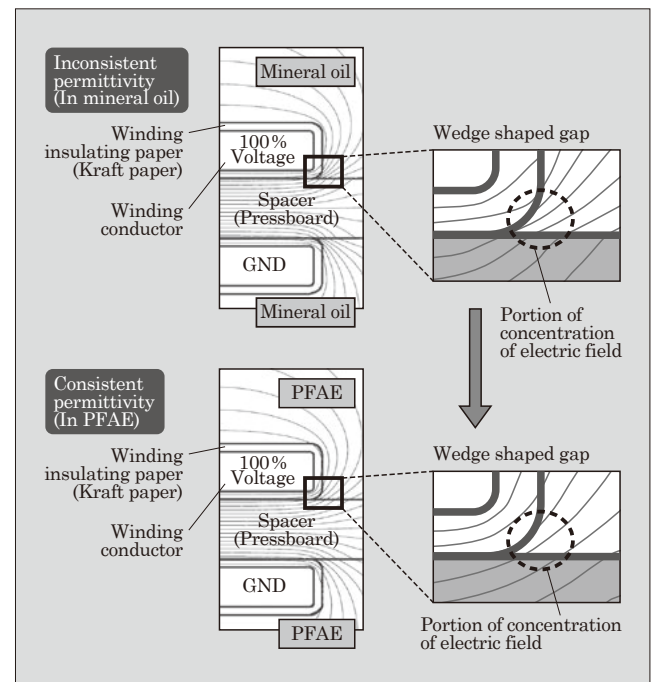 Inconsistent
permittivity
(In mineral oil)
Mineral oil
Winding
insulating paper
(Kraft paper)
100%
Voltage
Wedge shaped gap
Winding
conductor
Spacer
(Pressboard)
GND
Mineral oil
Portion of
concentration
of electric field
Consistent
permittivity
(In PFAE)
PFAE
Winding
insulating paper
(Kraft paper)
100%
Voltage
Wedge shaped gap
Winding
conductor
Spacer
(Pressboard)
GND
PFAE
Portion of concentration
of electric field